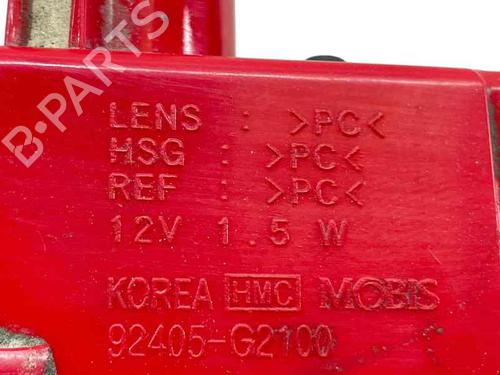 B-PARTS
LENS : >PC<
HSG : >PC<
REF : >PC<
12V 1.5 W
KOREA HMC MOBIS
92405-G2100